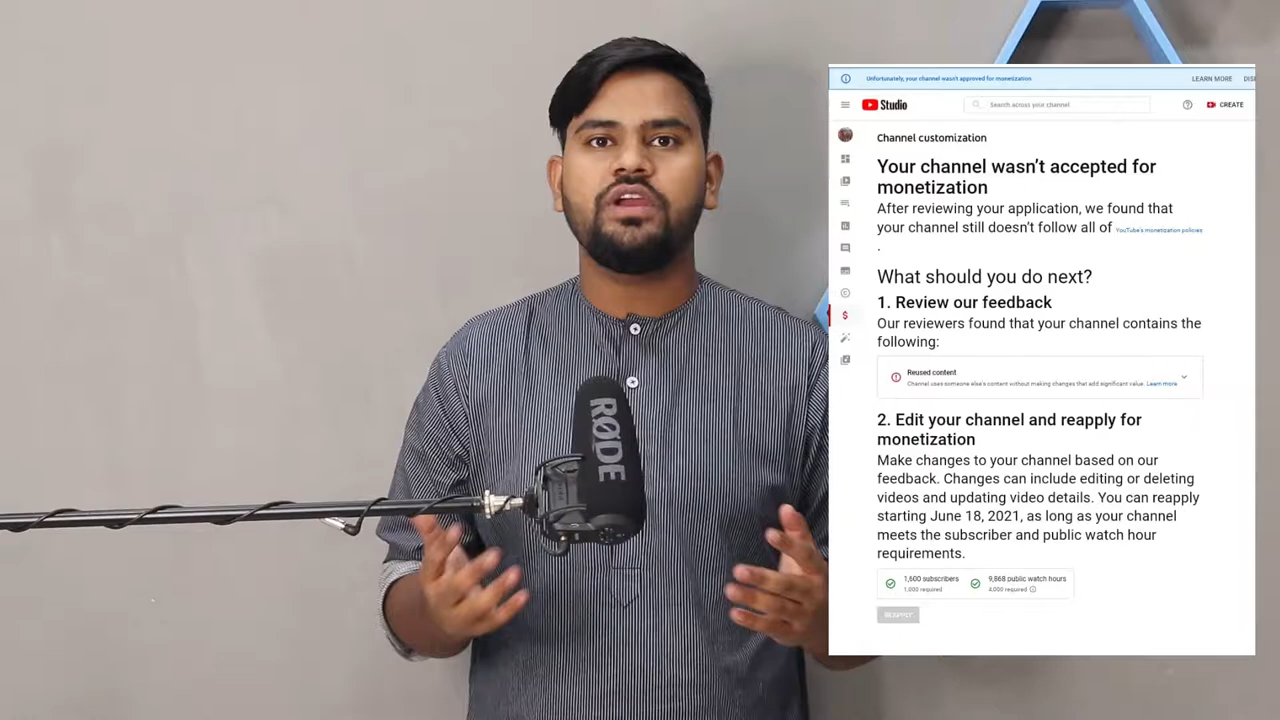 Unfortunately, your channel wasn't approved for monetization
LEARN MORE
Studio
Search across your channel
CREATE
Channel customization
Your channel wasn't accepted for
monetization
After reviewing your application, we found that
your channel still doesn't follow all of YouTube's monetization policies
.
What should you do next?
1. Review our feedback
Our reviewers found that your channel contains the
following:
Reused content
Channel uses someone else's content without making changes that add significant value. Learn more
2. Edit your channel and reapply for
monetization
Make changes to your channel based on our
feedback. Changes can include editing or deleting
videos and updating video details. You can reapply
starting June 18, 2021, as long as your channel
meets the subscriber and public watch hour
requirements.
1,600 subscribers
1,000 required
9,868 public watch hours
4,000 required
REAPPLY
RØDE